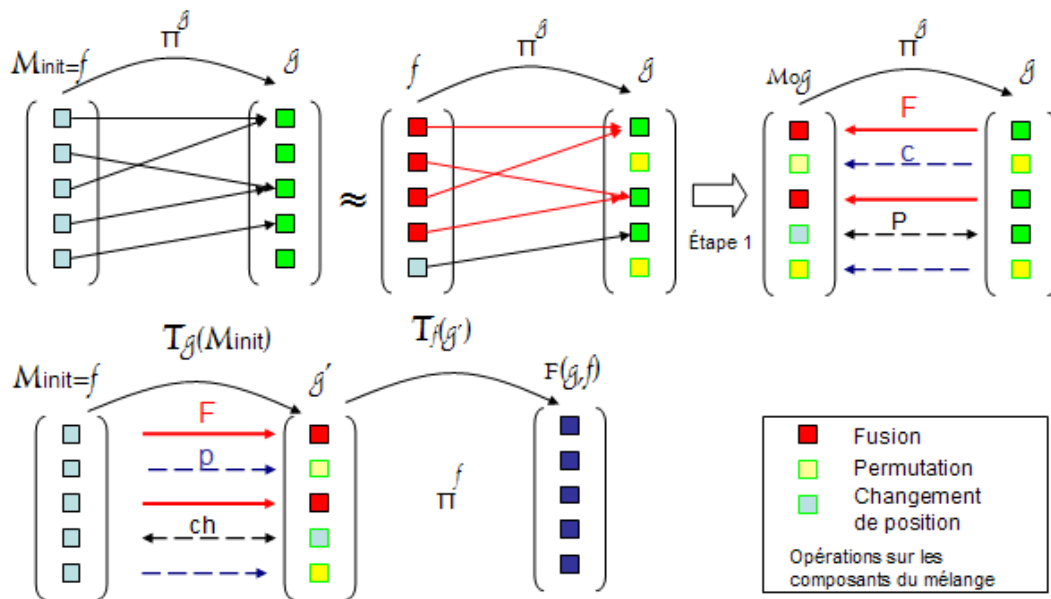 Π^g
Π^g
Π^g
Minit=f
g
f
g
Mog
g
F
C
≈
Étape 1
P
Tg(Minit)
Tf(g')
Minit=f
g'
F(g,f)
F
p
Π^f
ch
Fusion
Permutation
Changement
de position
Opérations sur les
composants du mélange